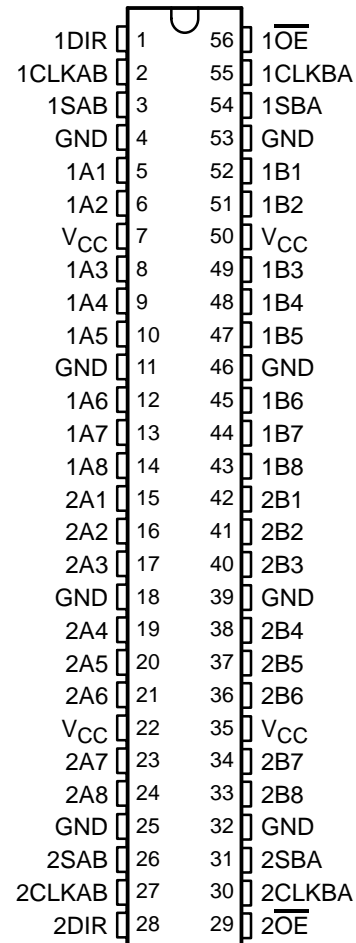 1DIR 1 56 1O̅E̅
1CLKAB 2 55 1CLKBA
1SAB 3 54 1SBA
GND 4 53 GND
1A1 5 52 1B1
1A2 6 51 1B2
VCC 7 50 VCC
1A3 8 49 1B3
1A4 9 48 1B4
1A5 10 47 1B5
GND 11 46 GND
1A6 12 45 1B6
1A7 13 44 1B7
1A8 14 43 1B8
2A1 15 42 2B1
2A2 16 41 2B2
2A3 17 40 2B3
GND 18 39 GND
2A4 19 38 2B4
2A5 20 37 2B5
2A6 21 36 2B6
VCC 22 35 VCC
2A7 23 34 2B7
2A8 24 33 2B8
GND 25 32 GND
2SAB 26 31 2SBA
2CLKAB 27 30 2CLKBA
2DIR 28 29 2O̅E̅